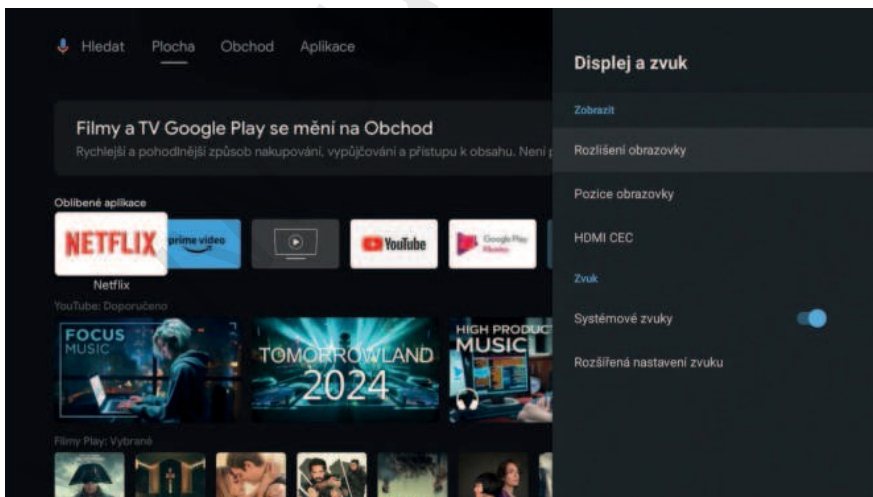 Hledat Plocha Obchod Aplikace
Filmy a TV Google Play se mění na Obchod
Rychlejší a pohodlnější způsob nakupování, vypůjčování a přístupu k obsahu. Není
Oblíbené aplikace
NETFLIX
prime video
YouTube
Google Play
Movies
Netflix
YouTube: Doporučeno
FOCUS
MUSIC
TOMORROWLAND
2024
HIGH PRODUC
MUSIC
Filmy Play: Vybrané
Displej a zvuk
Zobrazit
Rozlišení obrazovky
Pozice obrazovky
HDMI CEC
Zvuk
Systémové zvuky
Rozšířená nastavení zvuku